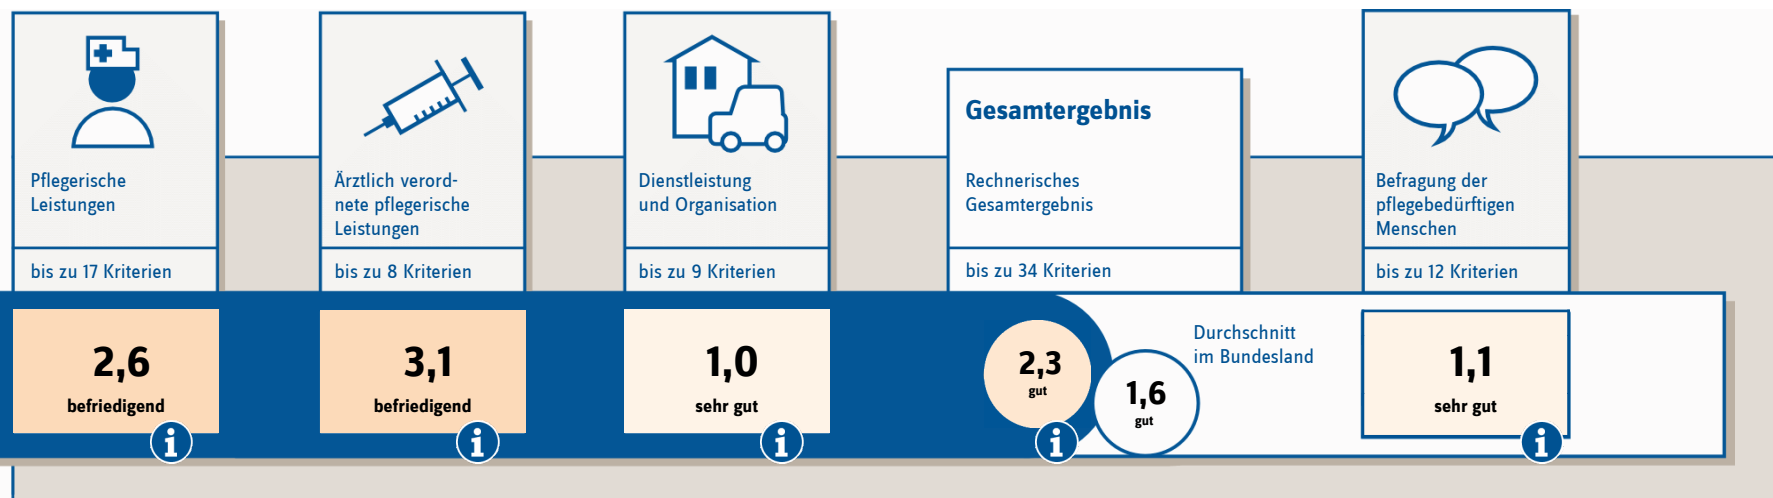 Pflegerische
Leistungen
bis zu 17 Kriterien
2,6
befriedigend
i
Ärztlich verord-
nete pflegerische
Leistungen
bis zu 8 Kriterien
3,1
befriedigend
i
Dienstleistung
und Organisation
bis zu 9 Kriterien
1,0
sehr gut
i
Gesamtergebnis
Rechnerisches
Gesamtergebnis
bis zu 34 Kriterien
2,3
gut
i
1,6
gut
Durchschnitt
im Bundesland
Befragung der
pflegebedürftigen
Menschen
bis zu 12 Kriterien
1,1
sehr gut
i